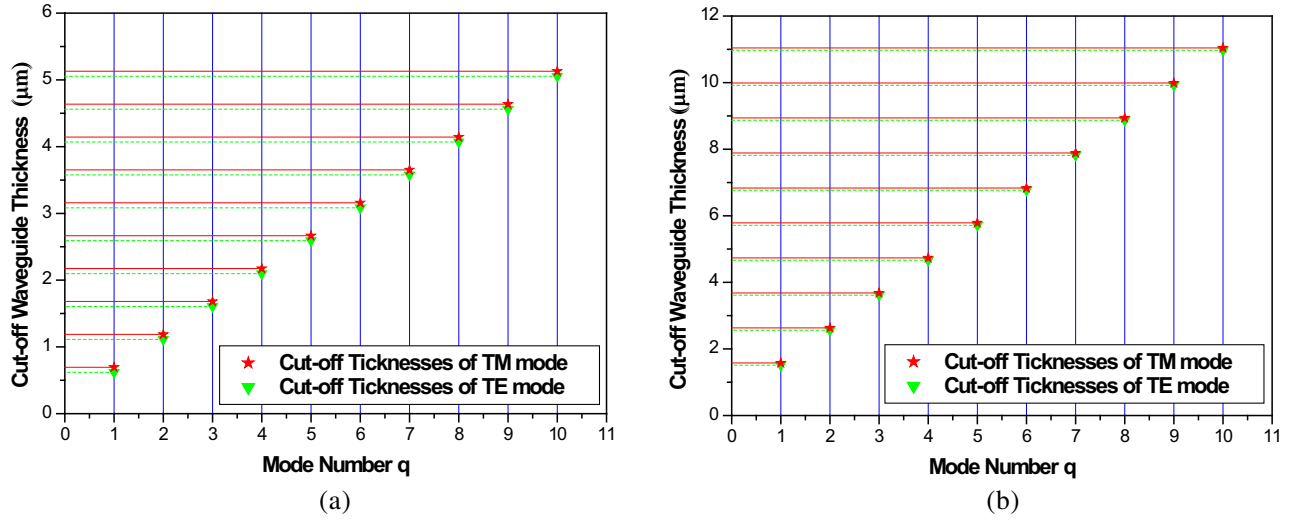 Cut-off Waveguide Thickness (μm)
6
5
4
3
2
1
0
Cut-off Ticknesses of TM mode
Cut-off Ticknesses of TE mode
0 1 2 3 4 5 6 7 8 9 10 11
Mode Number q
(a)
Cut-off Waveguide Thickness (μm)
12
10
8
6
4
2
0
Cut-off Ticknesses of TM mode
Cut-off Ticknesses of TE mode
0 1 2 3 4 5 6 7 8 9 10 11
Mode Number q
(b)